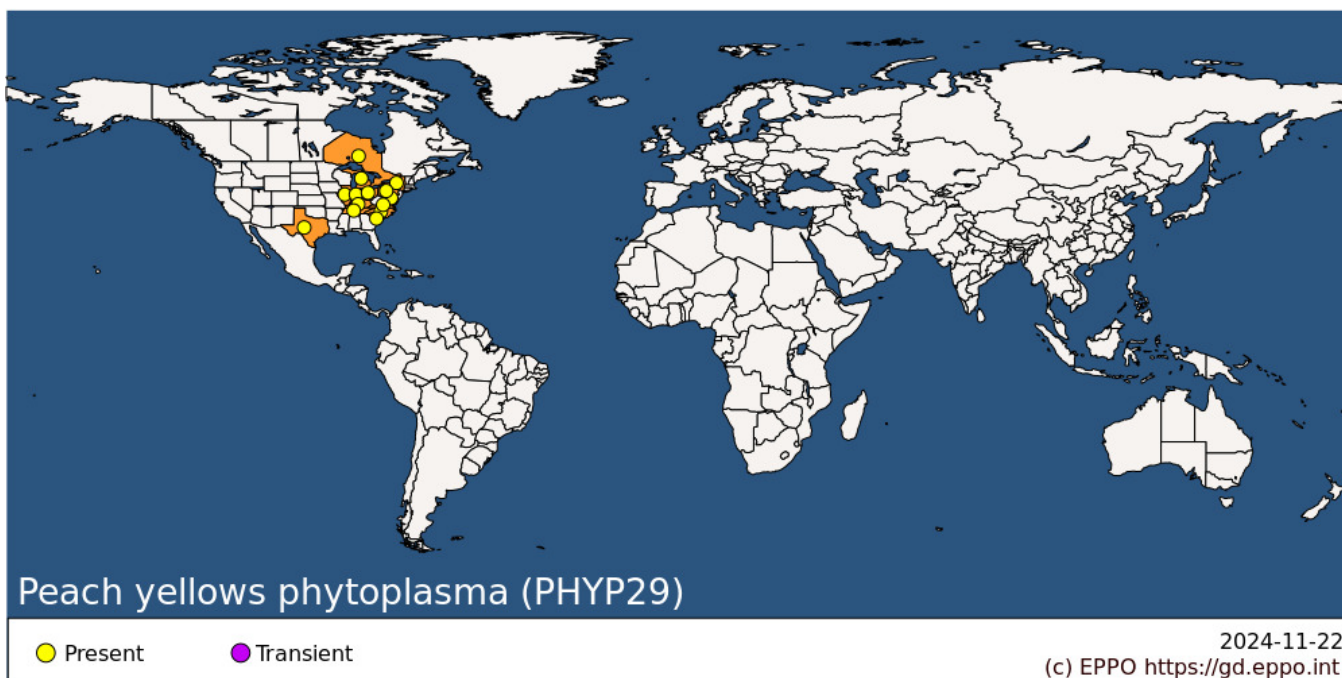 Peach yellows phytoplasma (PHYP29)
Present
Transient
2024-11-22
(c) EPPO https://gd.eppo.int